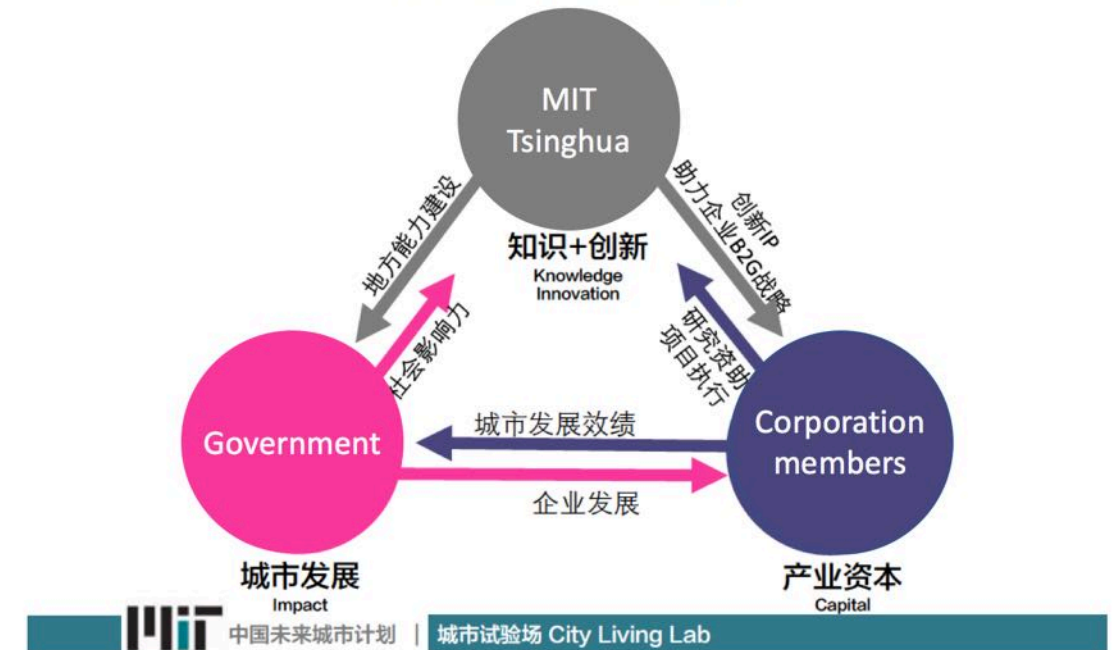 MIT
Tsinghua
知识+创新
Knowledge
Innovation
地方能力建设
社会影响力
创新IP
助力企业B2G战略
研究资助
项目执行
Government
城市发展效绩
企业发展
Corporation
members
城市发展
Impact
产业资本
Capital
MIT
中国未来城市计划 |
城市试验场 City Living Lab